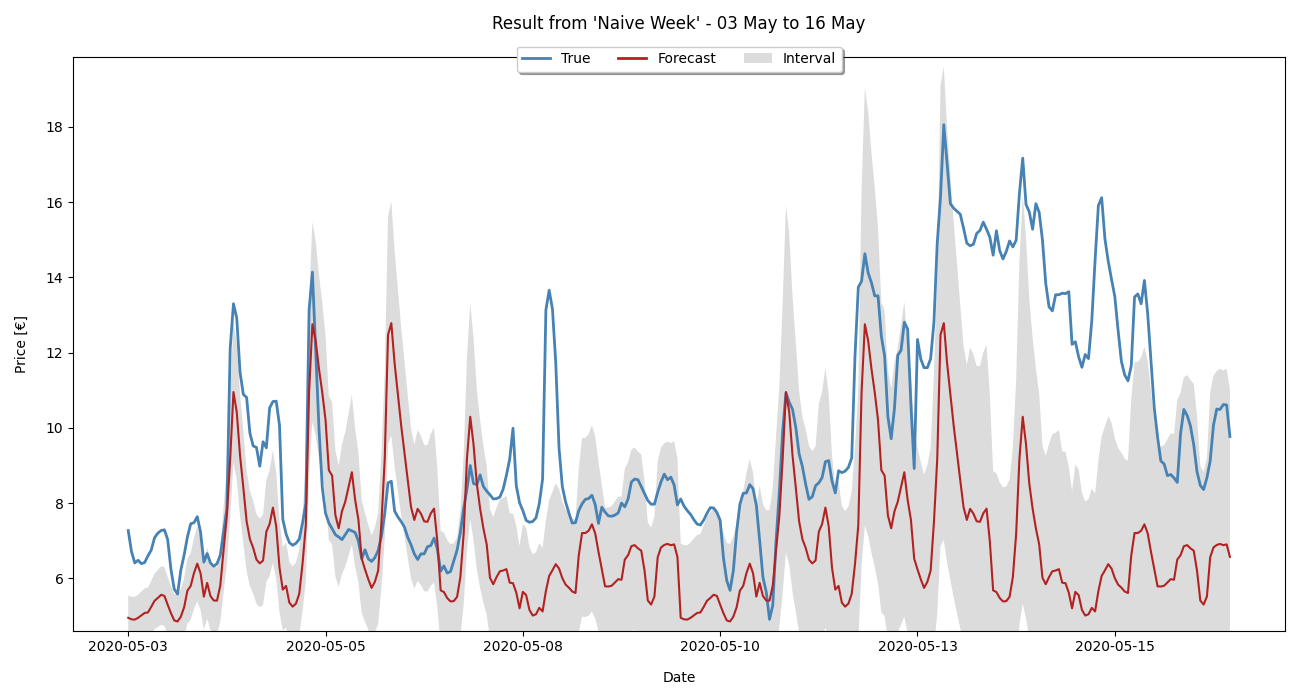 Result from 'Naive Week' - 03 May to 16 May
True Forecast Interval
18
16
14
12
10
8
6
Price [€]
2020-05-03 2020-05-05 2020-05-08 2020-05-10 2020-05-13 2020-05-15
Date